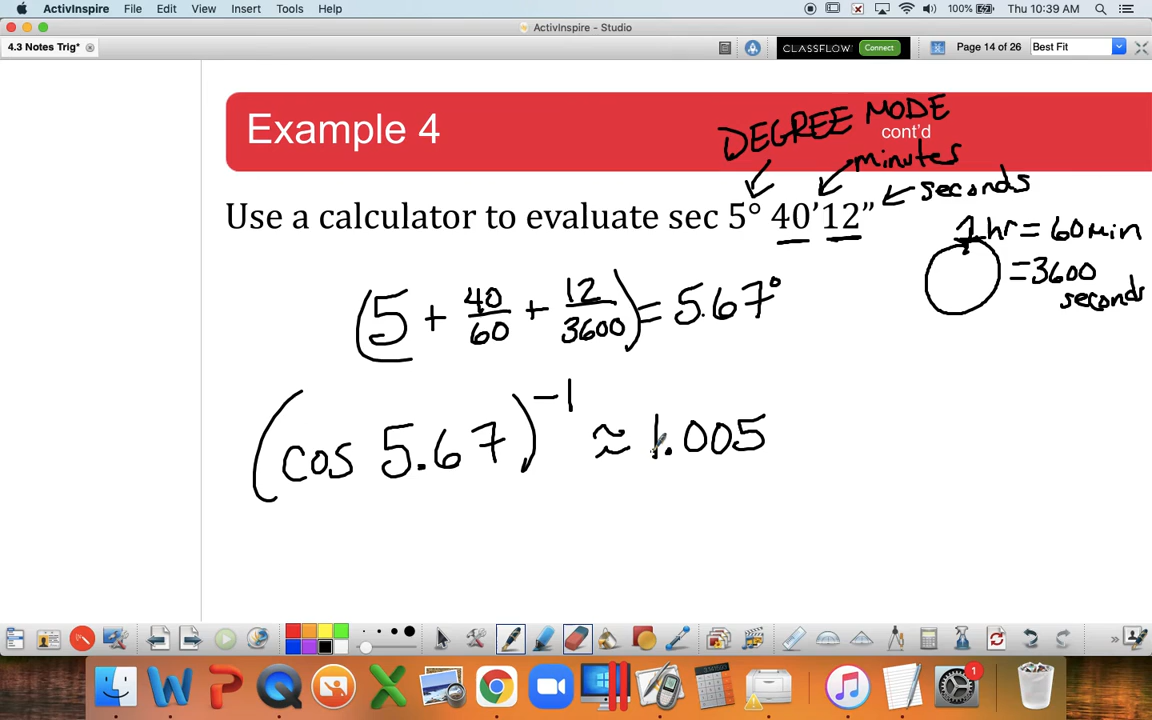 ActivInspire File Edit View Insert Tools Help 100% Thu 10:39 AM
ActivInspire - Studio
4.3 Notes Trig* CLASSFLOW Connect Page 14 of 26 Best Fit
Example 4
cont'd
DEGREE MODE
minutes
seconds
Use a calculator to evaluate sec 5° 40’12”
1 hr = 60 min
= 3600
seconds
(5 + 40/60 + 12/3600) = 5.67°
(cos 5.67)⁻¹ ≈ 1.005
1